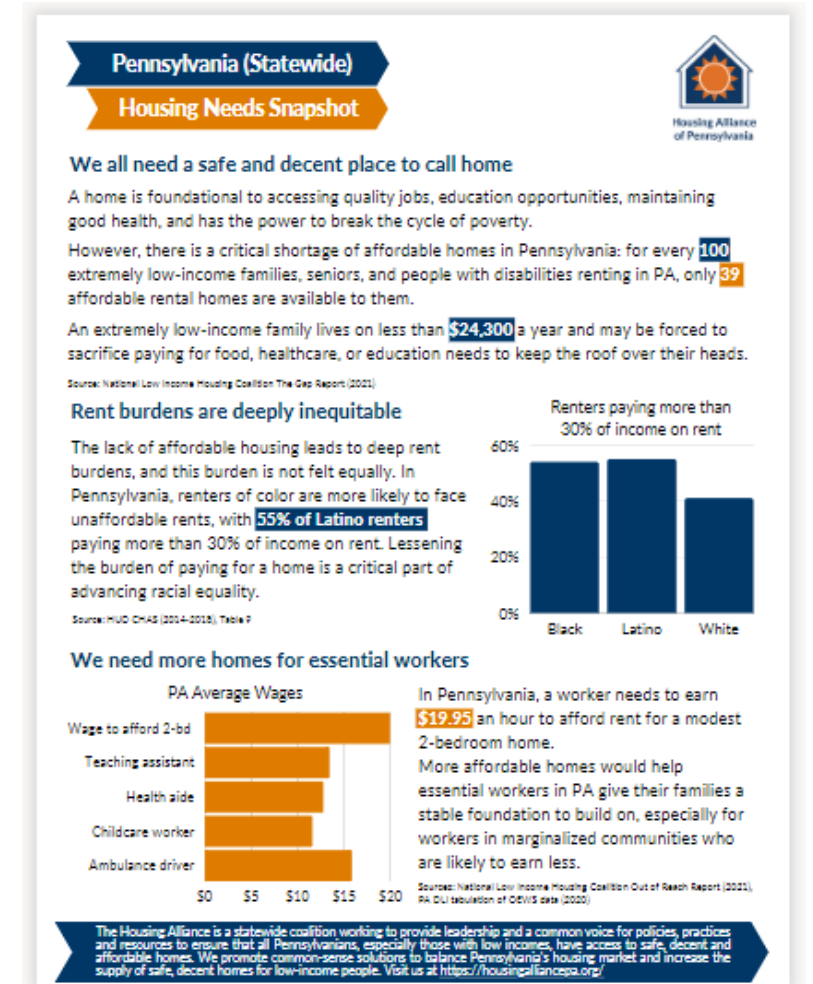 Pennsylvania (Statewide)
Housing Needs Snapshot
Housing Alliance
of Pennsylvania
We all need a safe and decent place to call home
A home is foundational to accessing quality jobs, education opportunities, maintaining
good health, and has the power to break the cycle of poverty.
However, there is a critical shortage of affordable homes in Pennsylvania: for every 100
extremely low-income families, seniors, and people with disabilities renting in PA, only 39
affordable rental homes are available to them.
An extremely low-income family lives on less than $24,300 a year and may be forced to
sacrifice paying for food, healthcare, or education needs to keep the roof over their heads.
Source: National Low Income Housing Coalition The Gap Report (2021)
Rent burdens are deeply inequitable
The lack of affordable housing leads to deep rent
burdens, and this burden is not felt equally. In
Pennsylvania, renters of color are more likely to face
unaffordable rents, with 55% of Latino renters
paying more than 30% of income on rent. Lessening
the burden of paying for a home is a critical part of
advancing racial equality.
Source: HUD CHAS (2014-2018), Table 9
Renters paying more than
30% of income on rent
60%
40%
20%
0%
Black Latino White
We need more homes for essential workers
PA Average Wages
Wage to afford 2-bd
Teaching assistant
Health aide
Childcare worker
Ambulance driver
$0 $5 $10 $15 $20
In Pennsylvania, a worker needs to earn
$19.95 an hour to afford rent for a modest
2-bedroom home.
More affordable homes would help
essential workers in PA give their families a
stable foundation to build on, especially for
workers in marginalized communities who
are likely to earn less.
Sources: National Low Income Housing Coalition Out of Reach Report (2021),
PA DLI tabulation of OEWS data (2020)
The Housing Alliance is a statewide coalition working to provide leadership and a common voice for policies, practices
and resources to ensure that all Pennsylvanians, especially those with low incomes, have access to safe, decent and
affordable homes. We promote common-sense solutions to balance Pennsylvania's housing market and increase the
supply of safe, decent homes for low-income people. Visit us at https://housingalliancepa.org/